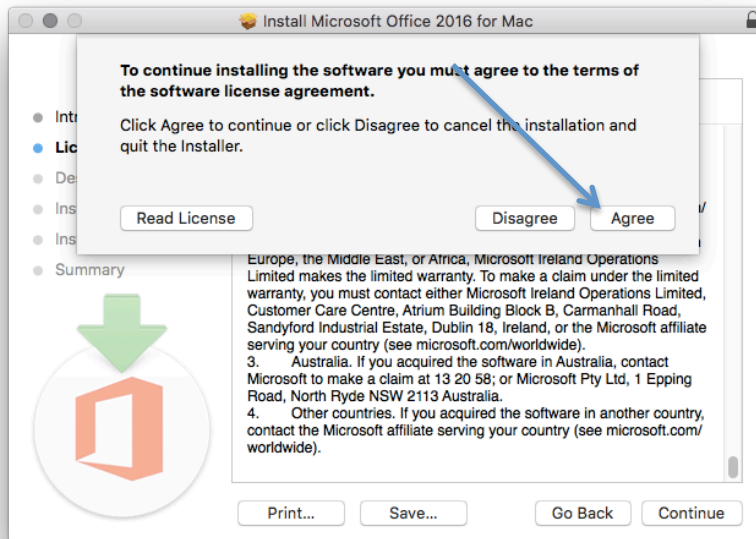 Install Microsoft Office 2016 for Mac
To continue installing the software you must agree to the terms of
the software license agreement.
Click Agree to continue or click Disagree to cancel the installation and
quit the Installer.
Read License
Disagree
Agree
Summary
Europe, the Middle East, or Africa, Microsoft Ireland Operations
Limited makes the limited warranty. To make a claim under the limited
warranty, you must contact either Microsoft Ireland Operations Limited,
Customer Care Centre, Atrium Building Block B, Carmanhall Road,
Sandyford Industrial Estate, Dublin 18, Ireland, or the Microsoft affiliate
serving your country (see microsoft.com/worldwide).
3. Australia. If you acquired the software in Australia, contact
Microsoft to make a claim at 13 20 58; or Microsoft Pty Ltd, 1 Epping
Road, North Ryde NSW 2113 Australia.
4. Other countries. If you acquired the software in another country,
contact the Microsoft affiliate serving your country (see microsoft.com/
worldwide).
Print...
Save...
Go Back
Continue